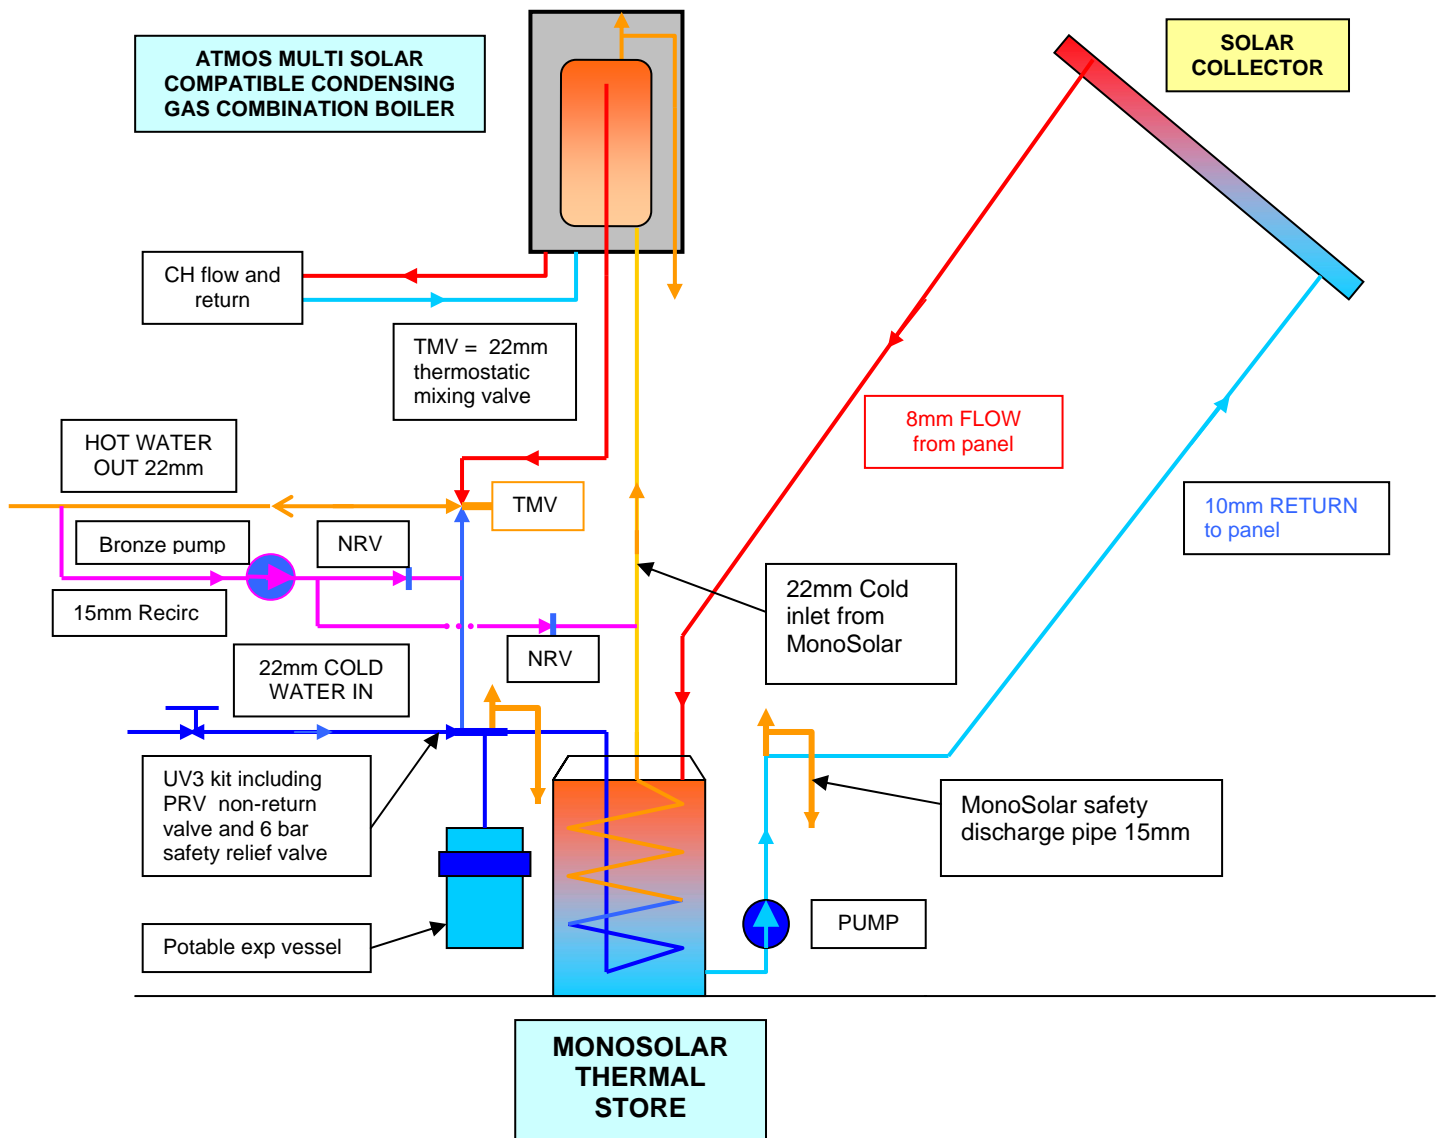 ATMOS MULTI SOLAR
COMPATIBLE CONDENSING
GAS COMBINATION BOILER
SOLAR
COLLECTOR
CH flow and
return
TMV = 22mm
thermostatic
mixing valve
8mm FLOW
from panel
HOT WATER
OUT 22mm
TMV
10mm RETURN
to panel
Bronze pump
NRV
15mm Recirc
22mm Cold
inlet from
MonoSolar
NRV
22mm COLD
WATER IN
UV3 kit including
PRV non-return
valve and 6 bar
safety relief valve
MonoSolar safety
discharge pipe 15mm
Potable exp vessel
PUMP
MONOSOLAR
THERMAL
STORE